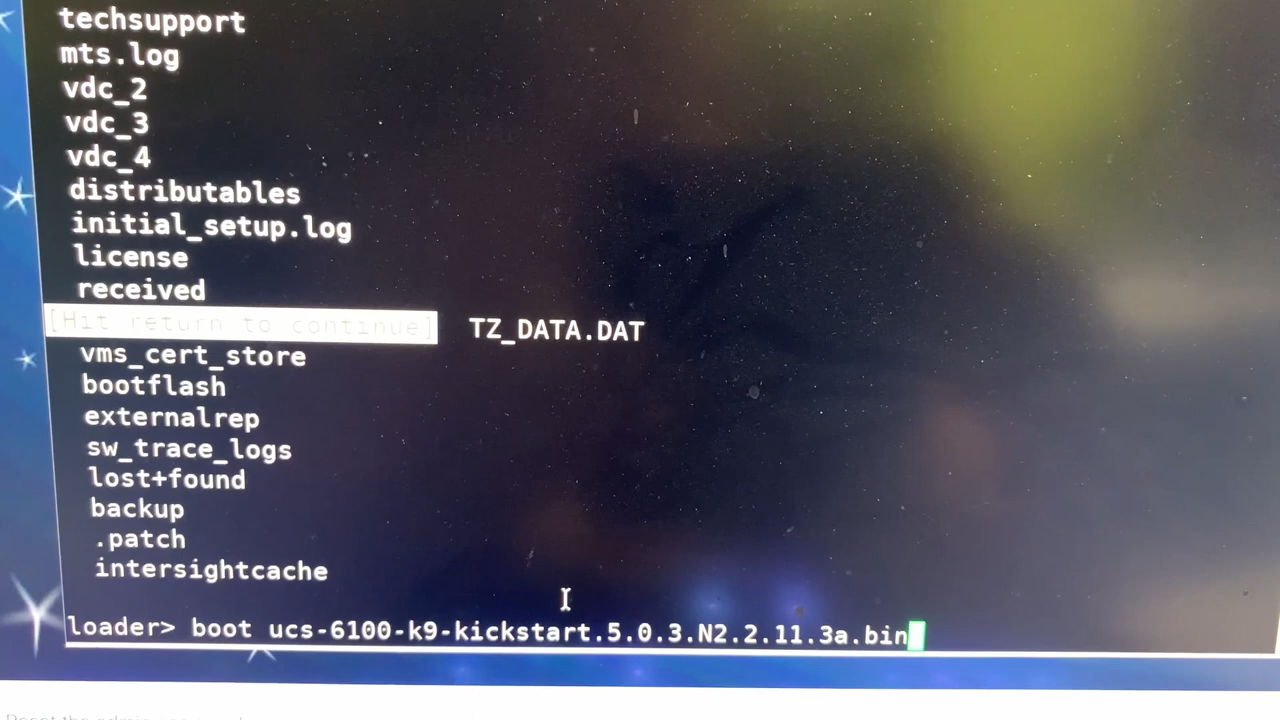 techsupport
mts.log
vdc_2
vdc_3
vdc_4
distributables
initial_setup.log
license
received
[Hit return to continue] TZ_DATA.DAT
vms_cert_store
bootflash
externalrep
sw_trace_logs
lost+found
backup
.patch
intersightcache
loader> boot ucs-6100-k9-kickstart.5.0.3.N2.2.11.3a.bin